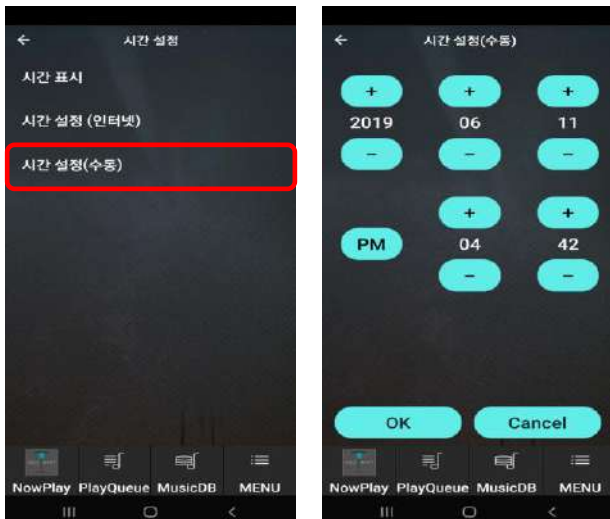 ← 시간 설정
시간 표시
시간 설정 (인터넷)
시간 설정(수동)
NowPlay PlayQueue MusicDB MENU
← 시간 설정(수동)
+ + +
2019 06 11
− − −
+ +
PM 04 42
− −
OK Cancel
NowPlay PlayQueue MusicDB MENU